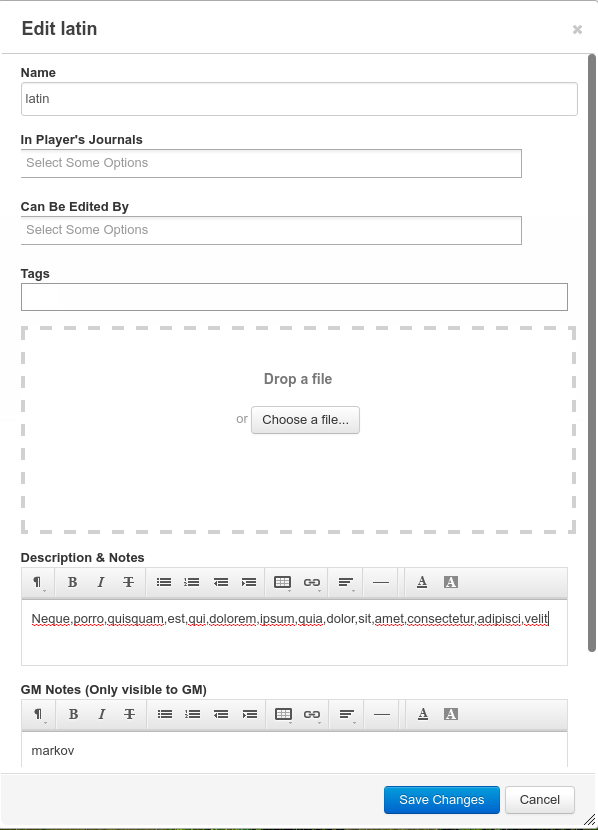 Edit latin
Name
latin
In Player's Journals
Select Some Options
Can Be Edited By
Select Some Options
Tags
Drop a file
or Choose a file...
Description & Notes
¶ B I T A A
Neque,porro,quisquam,est,qui,dolorem,ipsum,quia,dolor,sit,amet,consectetur,adipisci,velit
GM Notes (Only visible to GM)
¶ B I T A A
markov
Save Changes Cancel